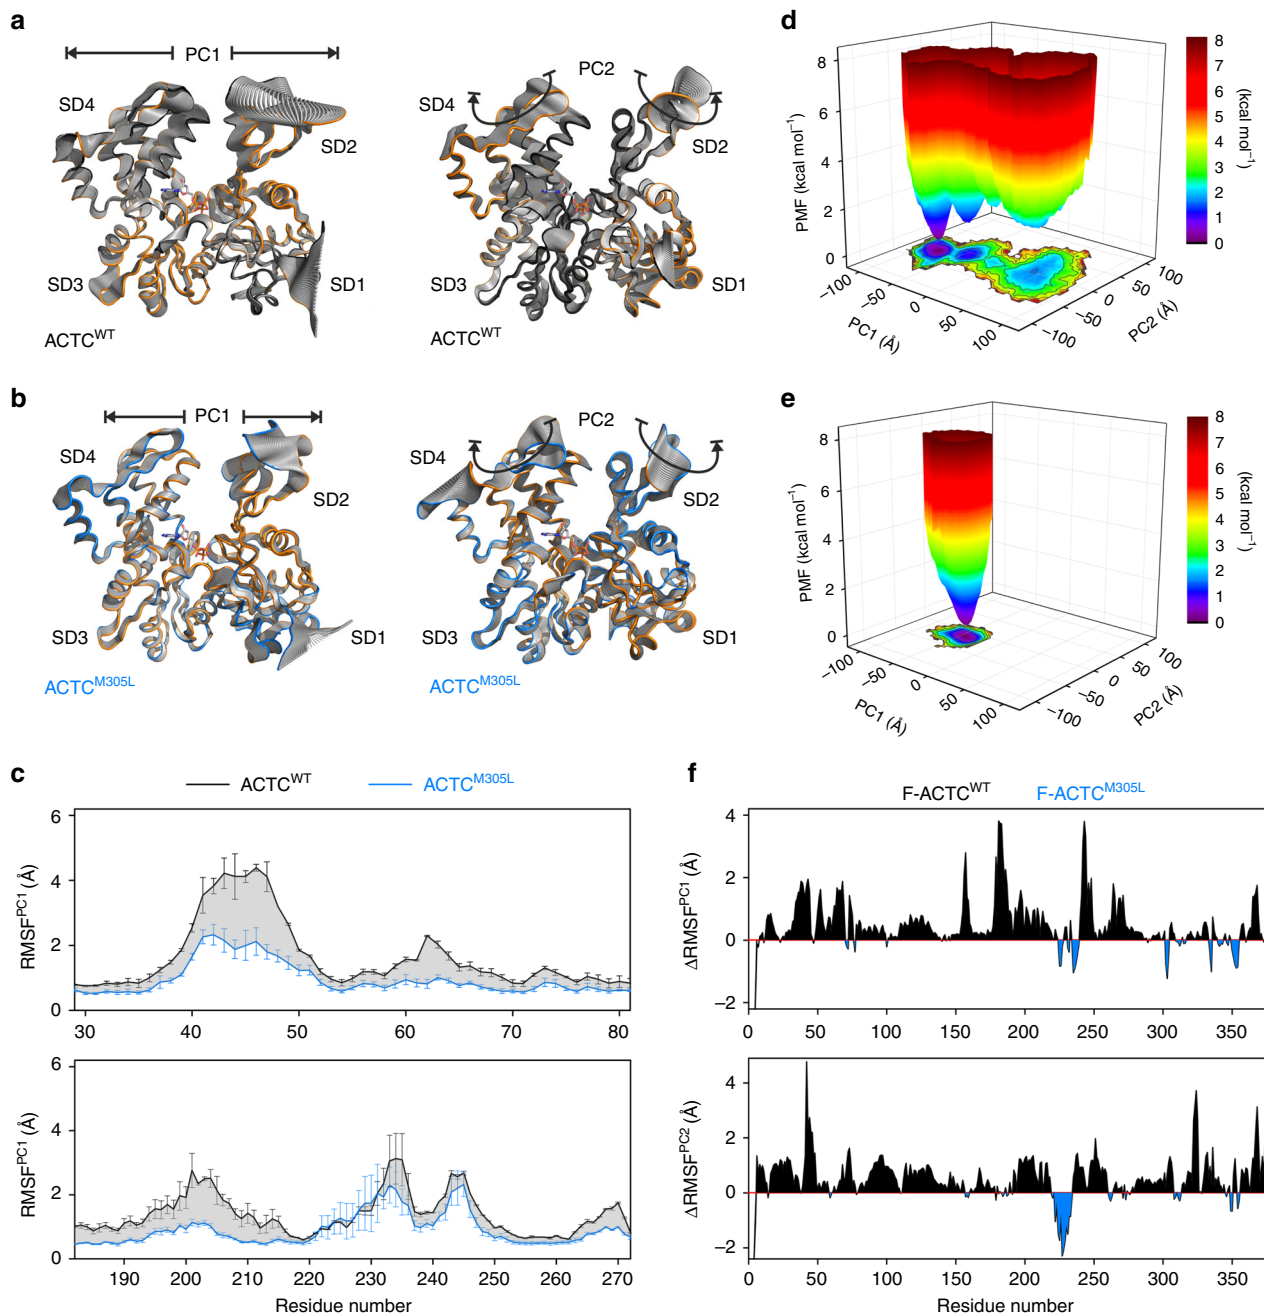 a
PC1
SD4
SD2
SD3
SD1
ACTC^WT
PC2
SD4
SD2
SD3
SD1
ACTC^WT
b
PC1
SD4
SD2
SD3
SD1
ACTC^M305L
PC2
SD4
SD2
SD3
SD1
ACTC^M305L
c
ACTC^WT
ACTC^M305L
RMSF^PC1 (Å)
6
4
2
0
30 40 50 60 70 80
RMSF^PC1 (Å)
6
4
2
0
190 200 210 220 230 240 250 260 270
Residue number
d
PMF (kcal mol⁻¹)
8
6
4
2
0
−100 −50 0 50 100
PC1 (Å)
−100 −50 0 50 100
PC2 (Å)
8
7
6
5
4
3
2
1
0
(kcal mol⁻¹)
e
PMF (kcal mol⁻¹)
8
6
4
2
0
−100 −50 0 50 100
PC1 (Å)
−100 −50 0 50 100
PC2 (Å)
8
7
6
5
4
3
2
1
0
(kcal mol⁻¹)
f
F-ACTC^WT
F-ACTC^M305L
ΔRMSF^PC1 (Å)
4
2
0
−2
0 50 100 150 200 250 300 350
ΔRMSF^PC2 (Å)
4
2
0
−2
0 50 100 150 200 250 300 350
Residue number